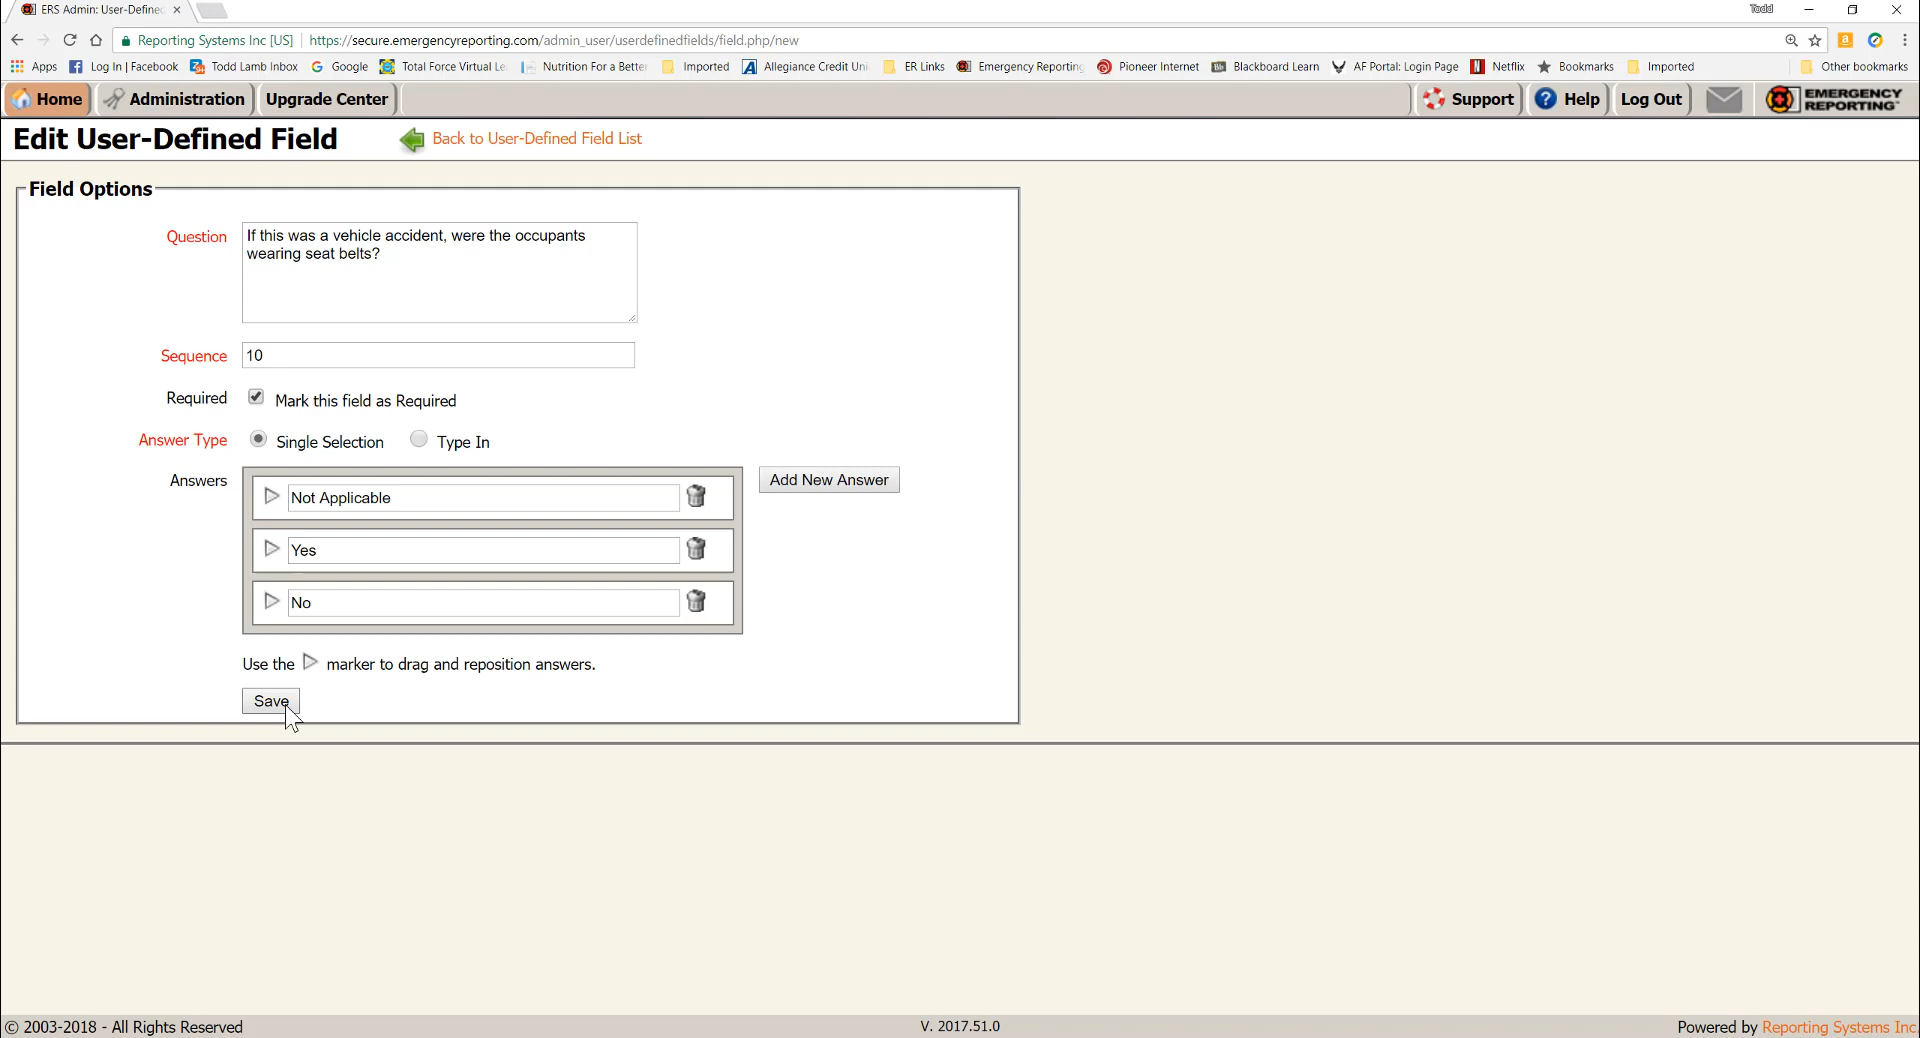 ERS Admin: User-Defined
Todd
Reporting Systems Inc [US] | https://secure.emergencyreporting.com/admin_user/userdefinedfields/field.php/new
Apps Log In | Facebook Todd Lamb Inbox Google Total Force Virtual Le Nutrition For a Better Imported Allegiance Credit Uni ER Links Emergency Reporting Pioneer Internet Blackboard Learn AF Portal: Login Page Netflix Bookmarks Imported Other bookmarks
Home Administration Upgrade Center Support Help Log Out EMERGENCY
REPORTING™
Edit User-Defined Field Back to User-Defined Field List
Field Options
Question If this was a vehicle accident, were the occupants
wearing seat belts?
Sequence 10
Required Mark this field as Required
Answer Type Single Selection Type In
Answers Not Applicable Add New Answer
Yes
No
Use the marker to drag and reposition answers.
Save
© 2003-2018 - All Rights Reserved V. 2017.51.0 Powered by Reporting Systems Inc.